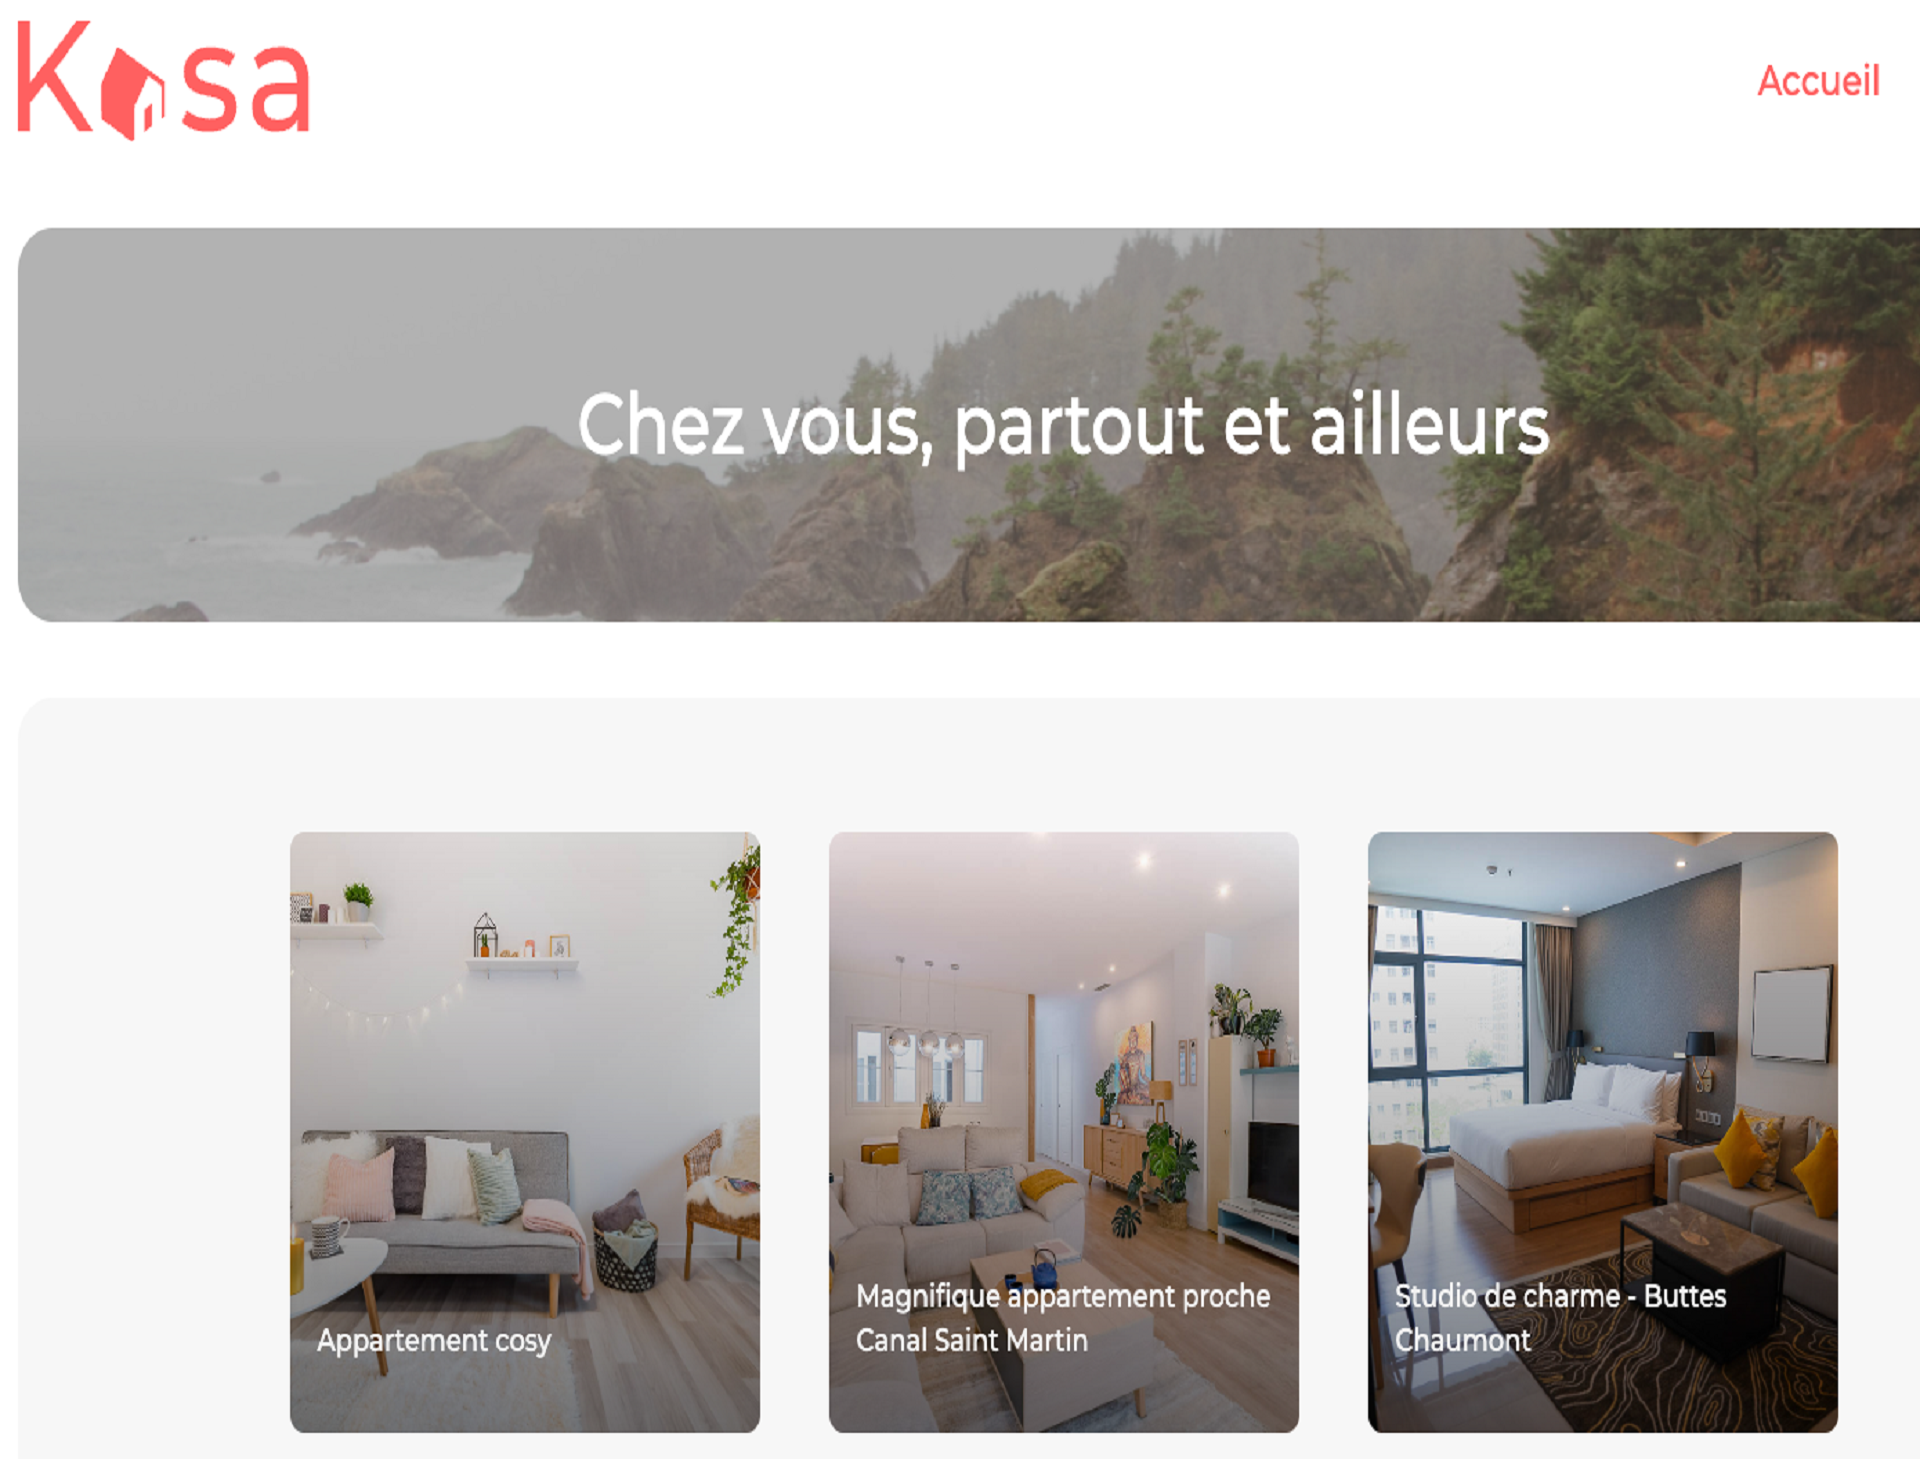 Kasa
Accueil
Chez vous, partout et ailleurs
Appartement cosy
Magnifique appartement proche
Canal Saint Martin
Studio de charme - Buttes
Chaumont